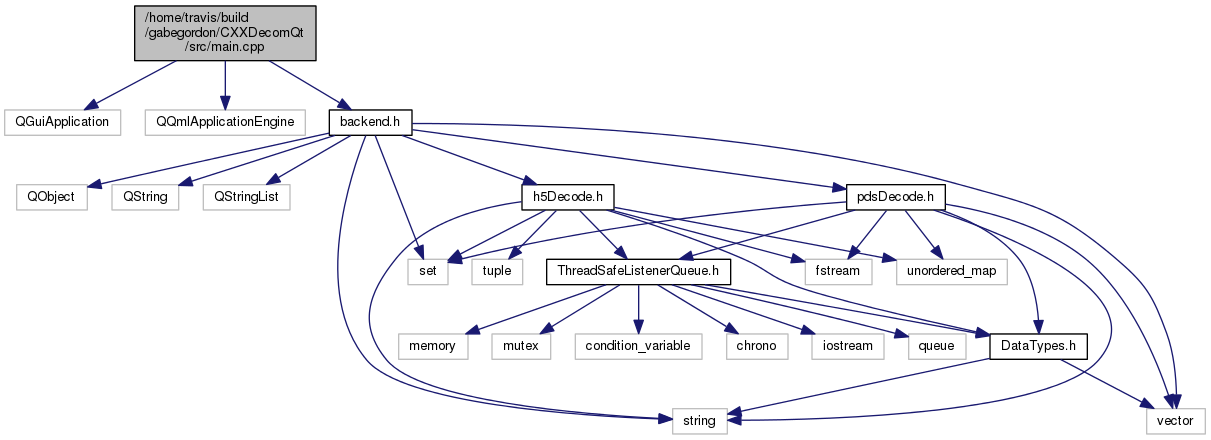 /home/travis/build
/gabegordon/CXXDecomQt
/src/main.cpp
QGuiApplication
QQmlApplicationEngine
backend.h
QObject
QString
QStringList
h5Decode.h
pdsDecode.h
set
tuple
ThreadSafeListenerQueue.h
fstream
unordered_map
memory
mutex
condition_variable
chrono
iostream
queue
DataTypes.h
string
vector